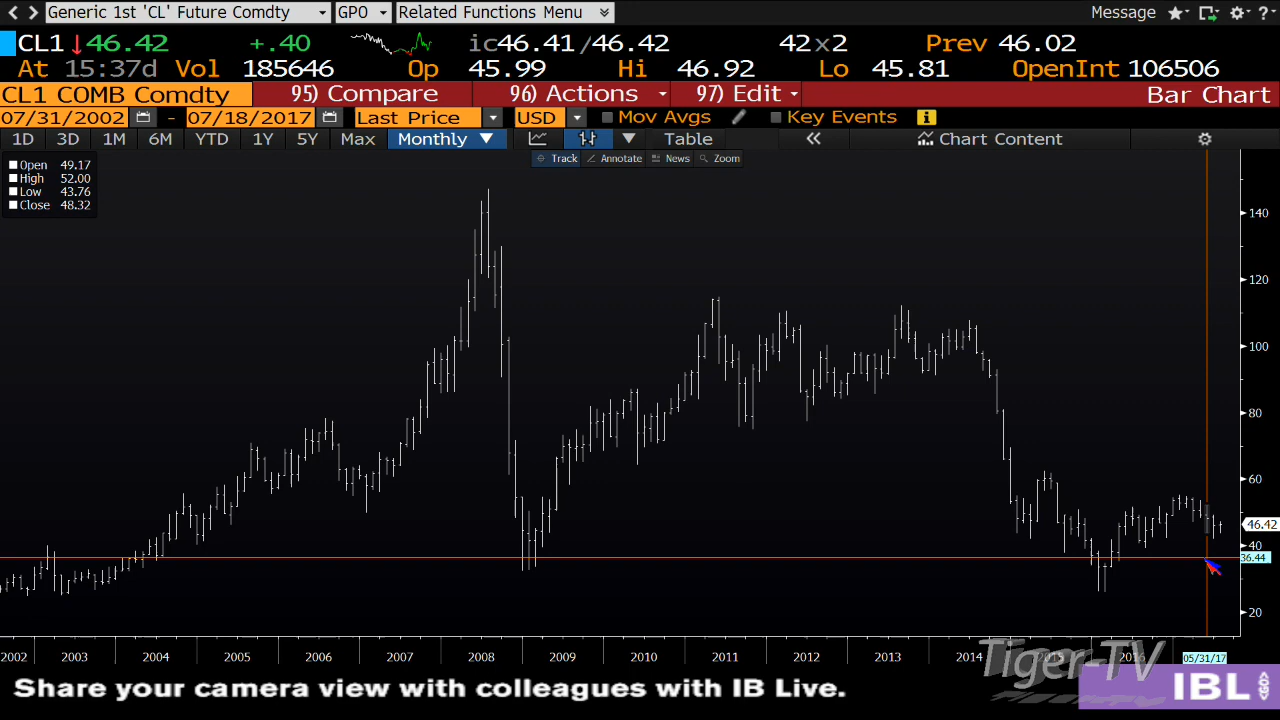 Generic 1st 'CL' Future Comdty GPO Related Functions Menu Message ?
CL1 46.42 +.40 ic46.41/46.42 42x2 Prev 46.02
At 15:37d Vol 185646 Op 45.99 Hi 46.92 Lo 45.81 OpenInt 106506
CL1 COMB Comdty 95) Compare 96) Actions 97) Edit Bar Chart
07/31/2002 - 07/18/2017 Last Price USD Mov Avgs Key Events i
1D 3D 1M 6M YTD 1Y 5Y Max Monthly Table Chart Content
Track Annotate News Zoom
Open 49.17
High 52.00
Low 43.76
Close 48.32
140
120
100
80
60
46.42
40
36.44
20
2002 2003 2004 2005 2006 2007 2008 2009 2010 2011 2012 2013 2014 2015 2016 05/31/17
Tiger-TV
Share your camera view with colleagues with IB Live.
IBL